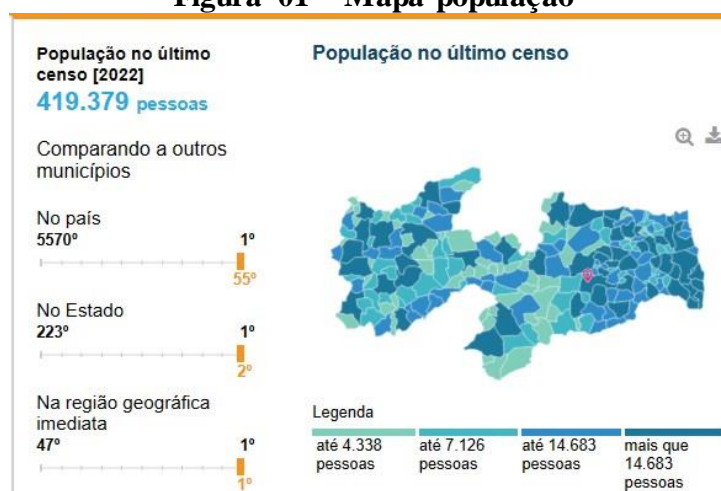 Figura 01 – Mapa população
População no último
censo [2022]
419.379 pessoas
Comparando a outros
municípios
No país
5570º 1º
55º
No Estado
223º 1º
2º
Na região geográfica
imediata
47º 1º
1º
População no último censo
Legenda
até 4.338
pessoas
até 7.126
pessoas
até 14.683
pessoas
mais que
14.683
pessoas